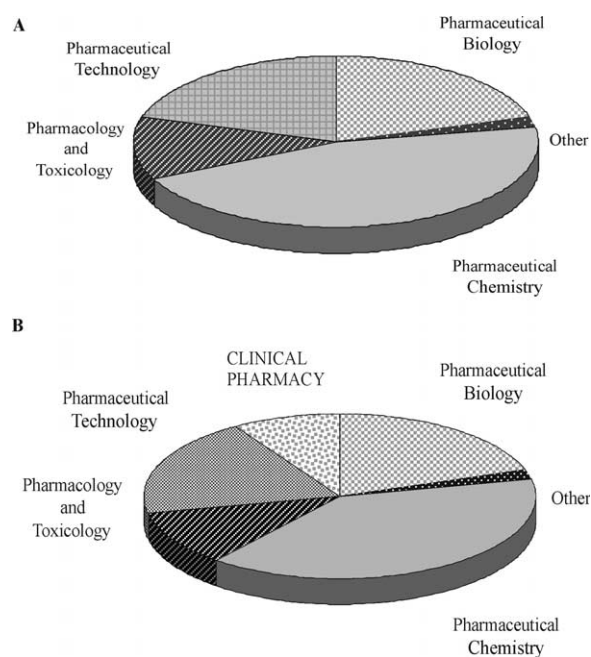 A
Pharmaceutical
Technology
Pharmaceutical
Biology
Pharmacology
and
Toxicology
Other
Pharmaceutical
Chemistry
B
CLINICAL
PHARMACY
Pharmaceutical
Technology
Pharmaceutical
Biology
Pharmacology
and
Toxicology
Other
Pharmaceutical
Chemistry